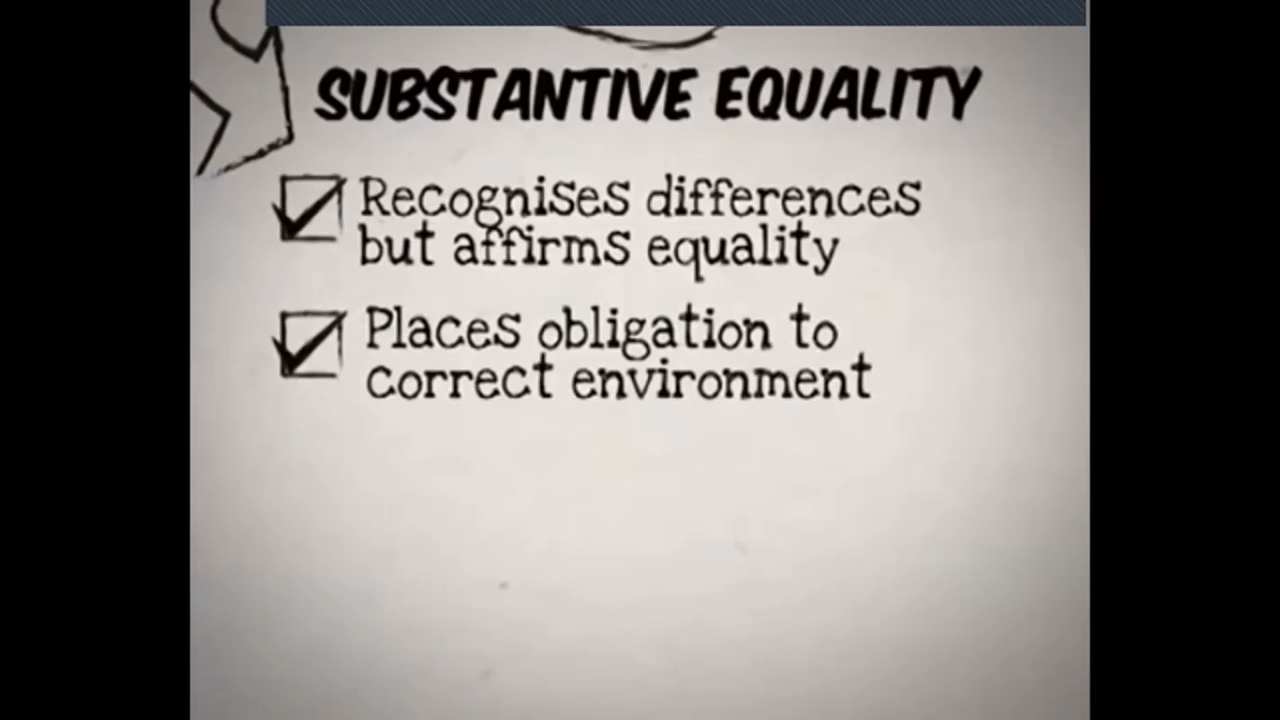 SUBSTANTIVE EQUALITY
Recognises differences
but affirms equality
Places obligation to
correct environment